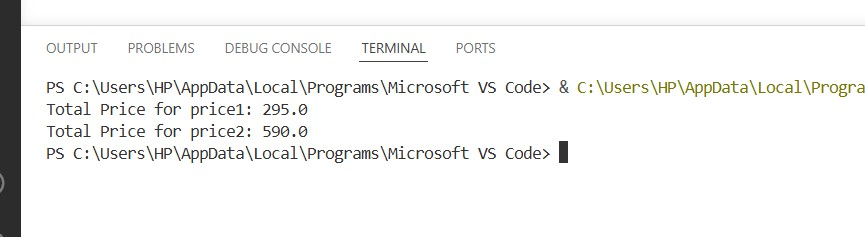 OUTPUT PROBLEMS DEBUG CONSOLE TERMINAL PORTS
PS C:\Users\HP\AppData\Local\Programs\Microsoft VS Code> & C:\Users\HP\AppData\Local\Progra
Total Price for price1: 295.0
Total Price for price2: 590.0
PS C:\Users\HP\AppData\Local\Programs\Microsoft VS Code>